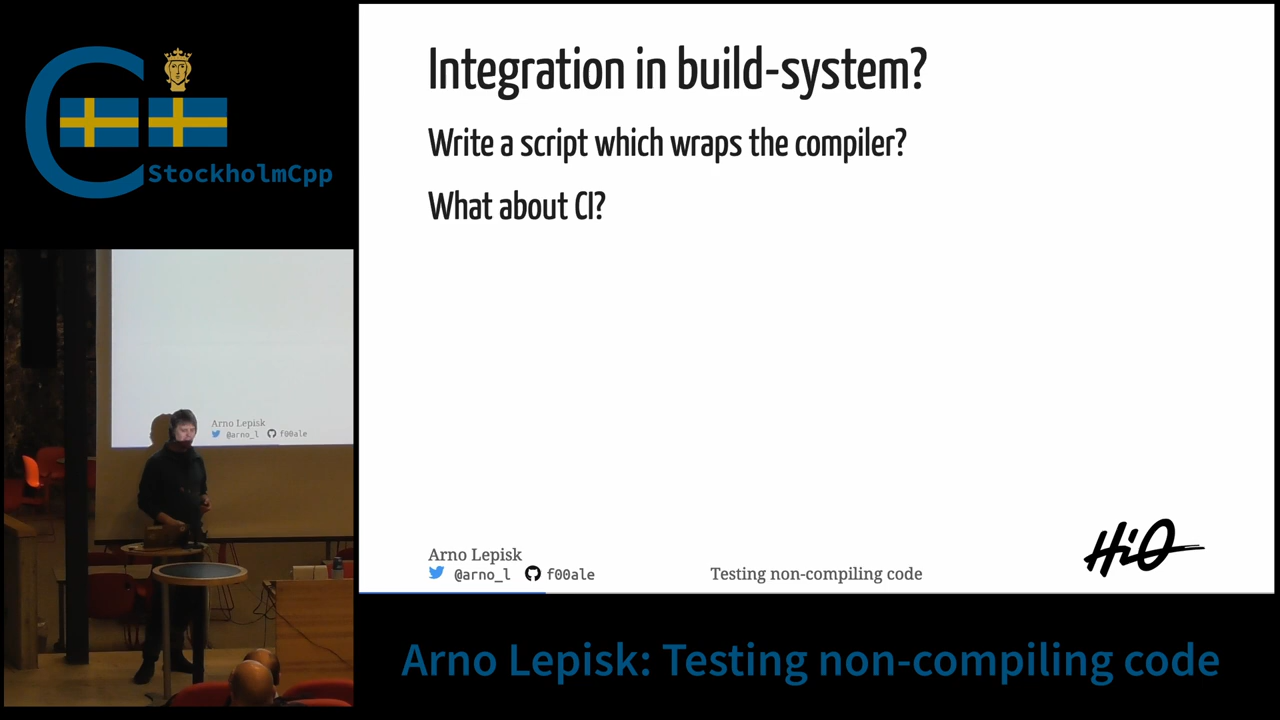 StockholmCpp
Integration in build-system?
Write a script which wraps the compiler?
What about CI?
Arno Lepisk
@arno_l f00ale
Arno Lepisk
@arno_l f00ale
Testing non-compiling code
HiQ
Arno Lepisk: Testing non-compiling code